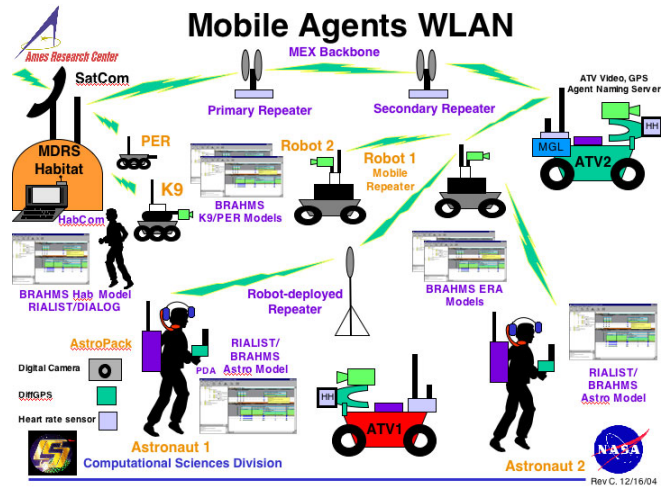 Mobile Agents WLAN
Ames Research Center
MEX Backbone
SatCom
ATV Video, GPS
Agent Naming Server
Primary Repeater
Secondary Repeater
HH
MGL
ATV2
PER
MDRS
Habitat
Robot 2
Robot 1
Mobile
Repeater
K9
HabCom
BRAHMS
K9/PER Models
BRAHMS Hab Model
RIALIST/DIALOG
BRAHMS ERA
Models
Robot-deployed
Repeater
AstroPack
Digital Camera
DiffGPS
Heart rate sensor
RIALIST/
BRAHMS
PDA Astro Model
RIALIST/
BRAHMS
Astro Model
HH
ATV1
Astronaut 1
Computational Sciences Division
Astronaut 2
NASA
Rev C. 12/16/04